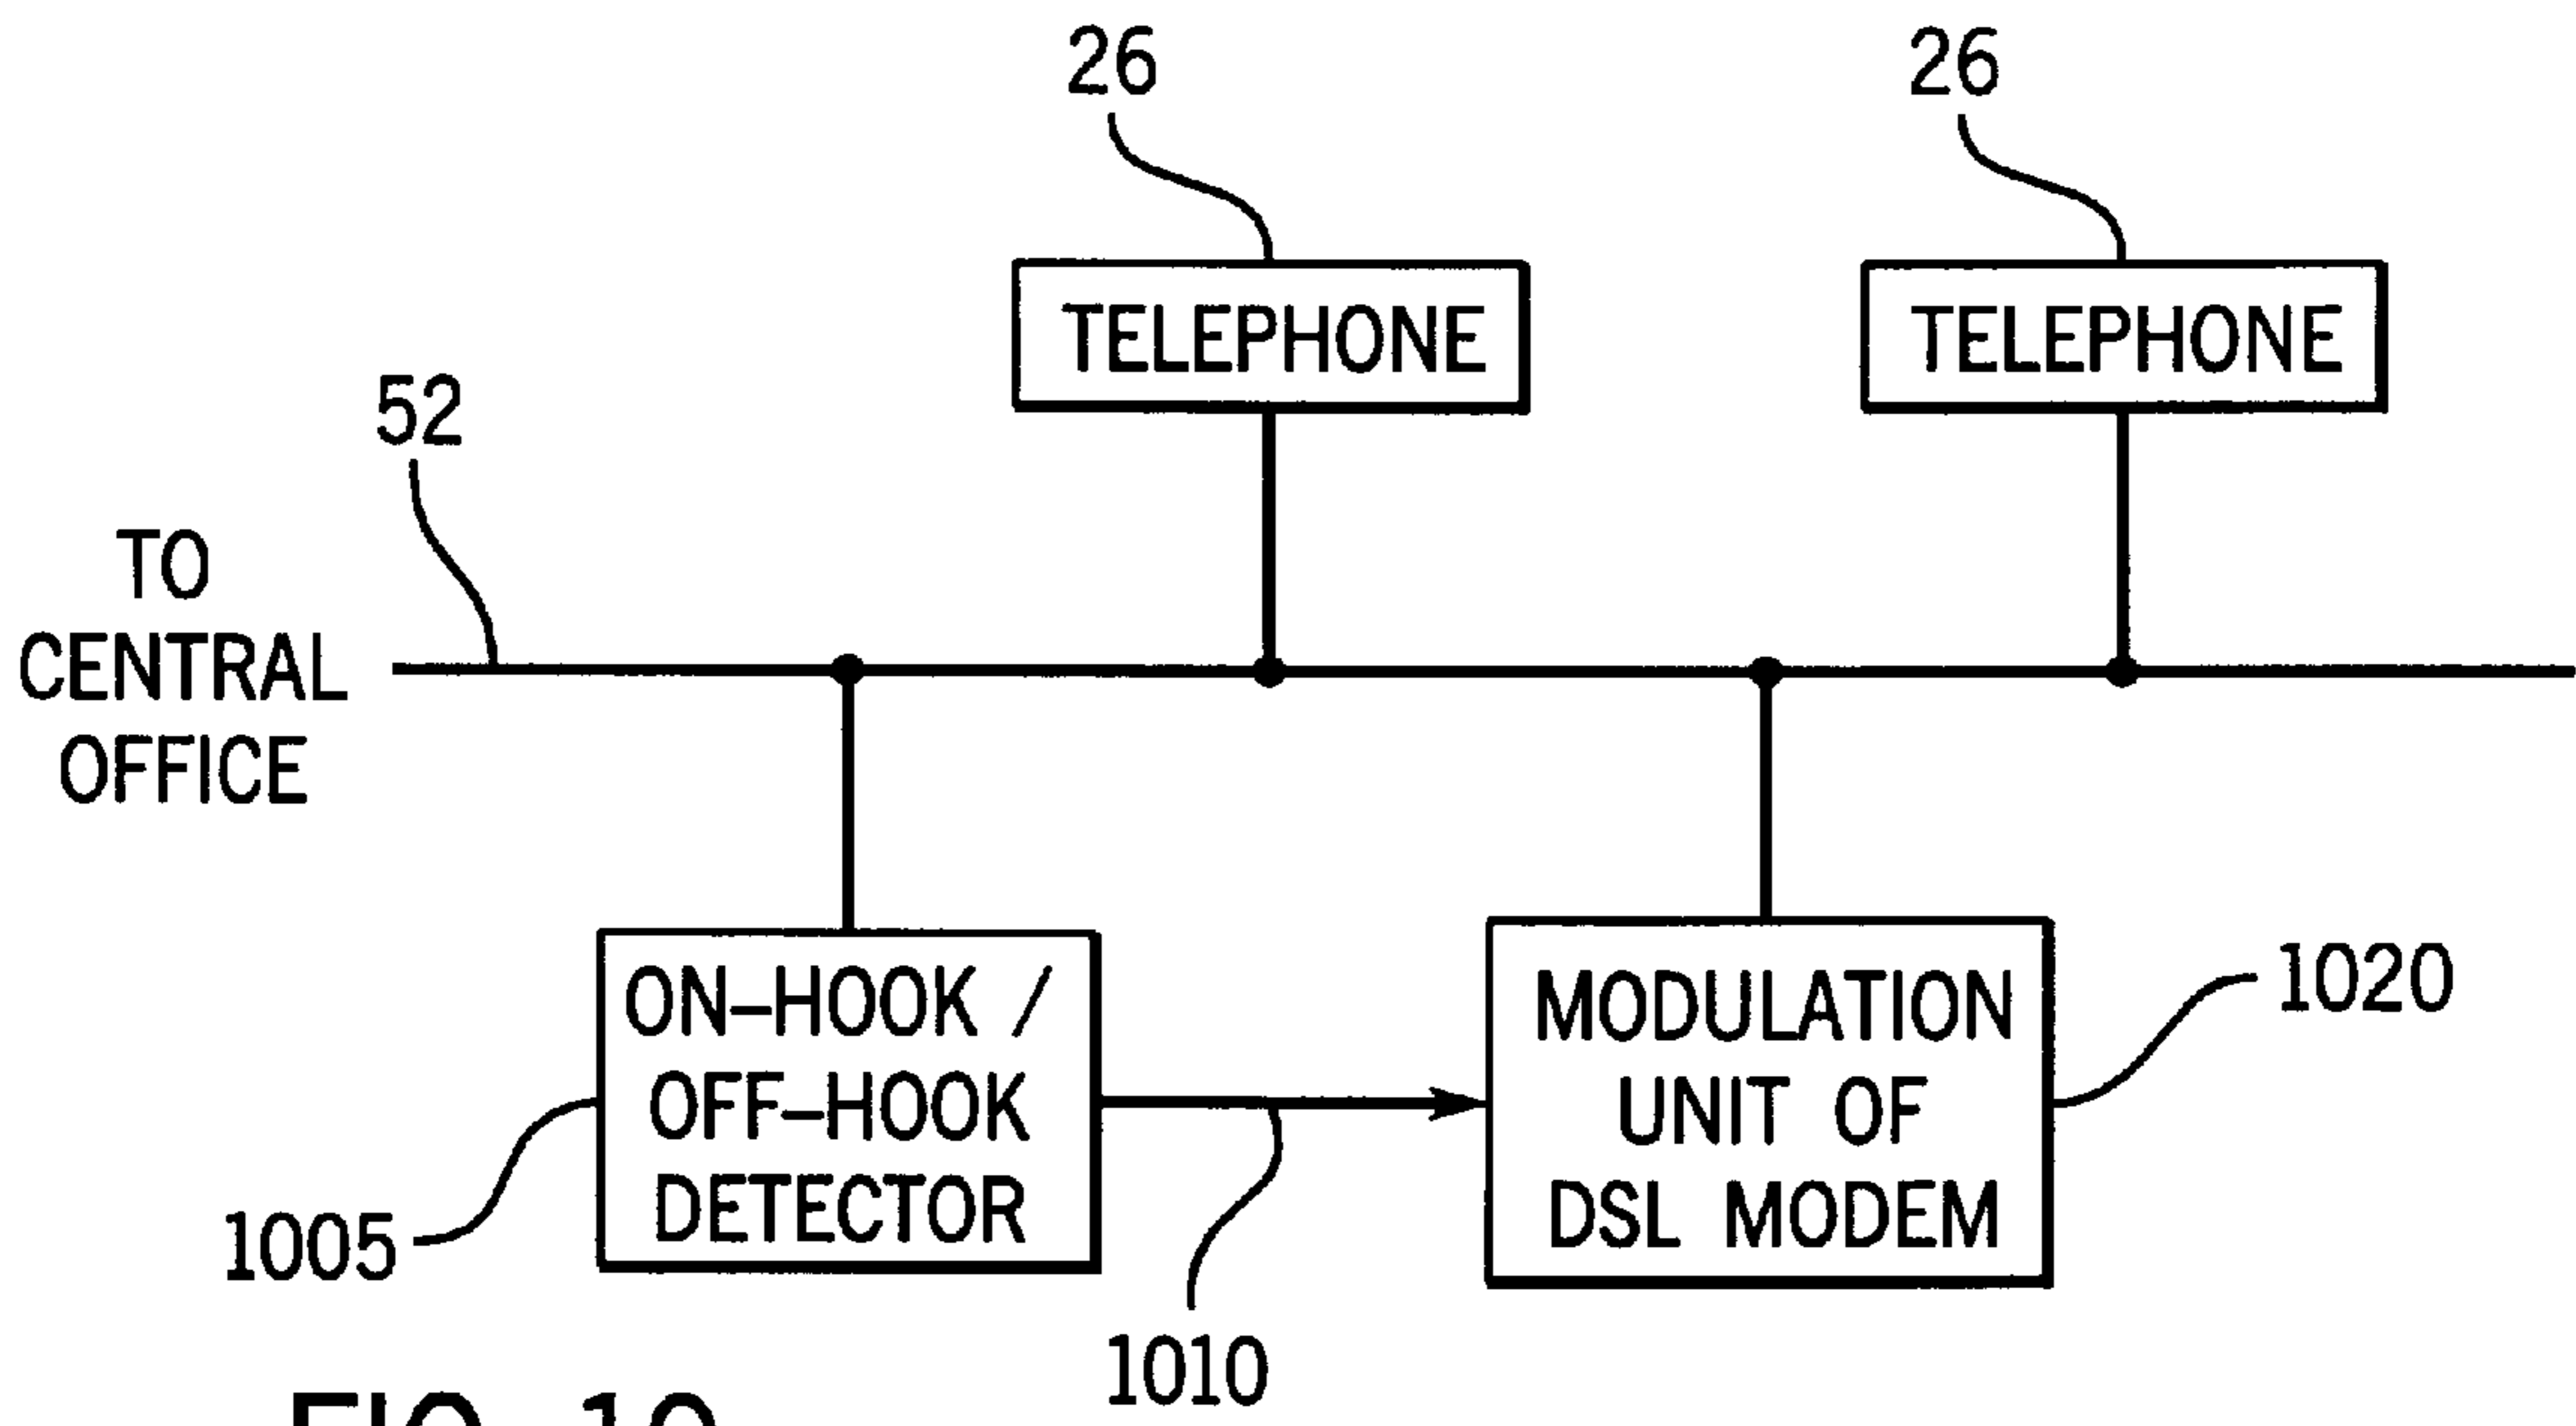 26
26
TELEPHONE
TELEPHONE
52
TO
CENTRAL
OFFICE
ON-HOOK /
OFF-HOOK
DETECTOR
MODULATION
UNIT OF
DSL MODEM
1020
1005
1010